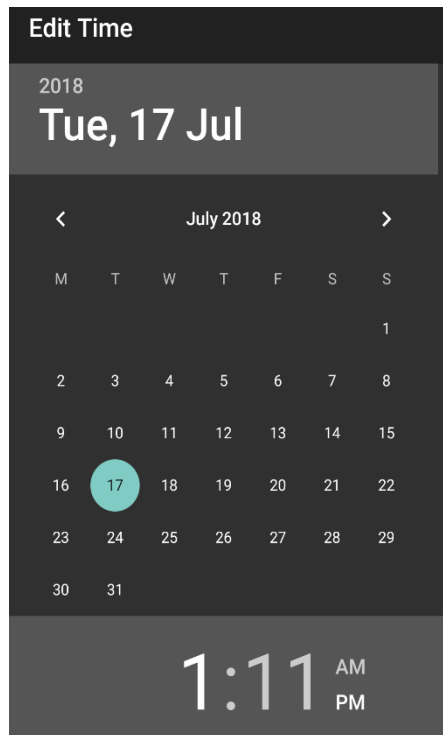 Edit Time
2018
Tue, 17 Jul
July 2018
M T W T F S S
1
2 3 4 5 6 7 8
9 10 11 12 13 14 15
16 17 18 19 20 21 22
23 24 25 26 27 28 29
30 31
1:11 AM
PM